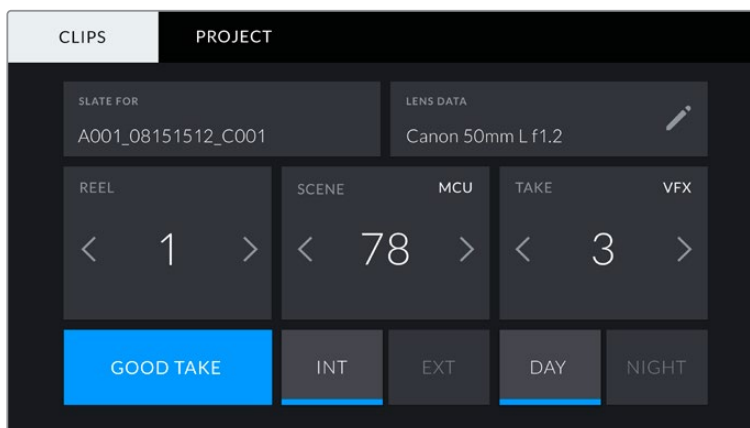 CLIPS PROJECT
SLATE FOR
A001_08151512_C001
LENS DATA
Canon 50mm L f1.2
REEL
1
SCENE MCU
78
TAKE VFX
3
GOOD TAKE INT EXT DAY NIGHT